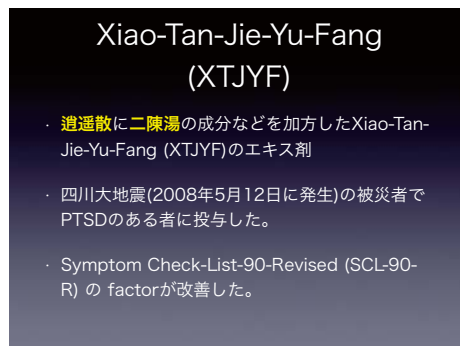 Xiao-Tan-Jie-Yu-Fang
(XTJYF)
· 逍遥散に二陳湯の成分などを加方したXiao-Tan-
Jie-Yu-Fang (XTJYF)のエキス剤
· 四川大地震(2008年5月12日に発生)の被災者で
PTSDのある者に投与した。
· Symptom Check-List-90-Revised (SCL-90-
R) の factorが改善した。